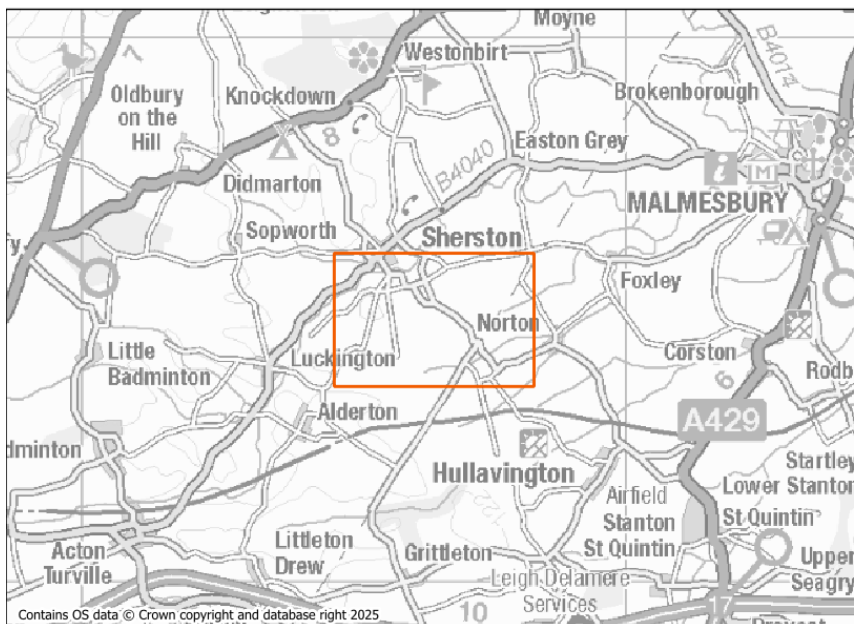 Moyne
B4014
Westonbirt
Oldbury
on the
Hill
Knockdown
Brokenborough
8
Easton Grey
B4040
Didmarton
MALMESBURY
Sopworth
Sherston
Foxley
Norton
Little
Badminton
Luckington
Corston
6
Alderton
A429
dminton
Hullavington
Startley
Lower Stanton
St Quintin
Airfield
Stanton
St Quintin
Acton
Turville
Littleton
Drew
Grittleton
Upper
Seagry
Leigh Delamere
Services
10
17
Contains OS data © Crown copyright and database right 2025